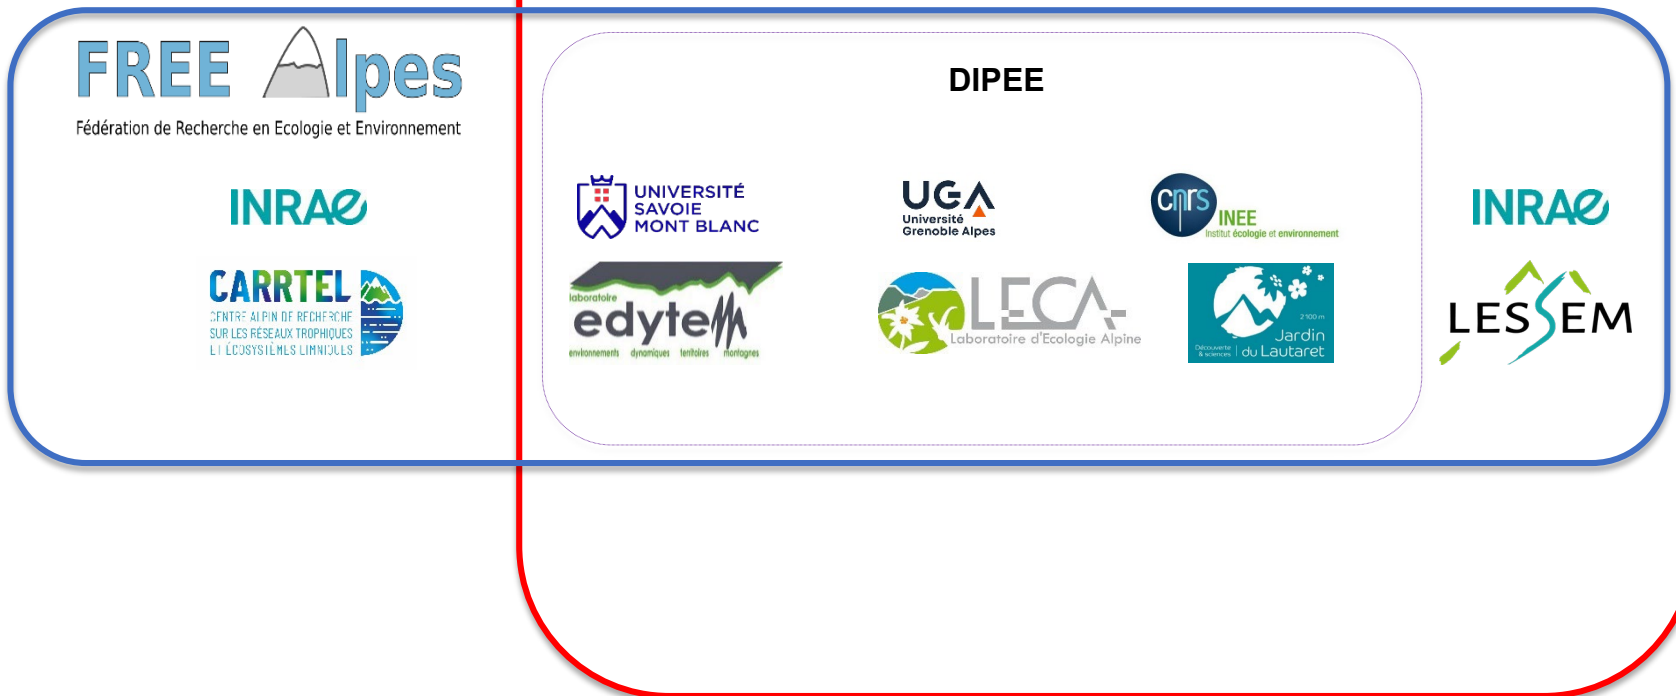 FREE Alpes
Fédération de Recherche en Ecologie et Environnement
DIPEE
INRAE
UNIVERSITÉ
SAVOIE
MONT BLANC
UGA
Université
Grenoble Alpes
cnrs
INEE
Institut écologie et environnement
INRAE
CARRTEL
CENTRE ALPIN DE RECHERCHE
SUR LES RÉSEAUX TROPHIQUES
ET ÉCOSYSTÈMES LIMNIQUES
laboratoire
edytem
environnements dynamiques territoires montagnes
LECA
Laboratoire d'Ecologie Alpine
2100 m
Jardin
du Lautaret
Découverte
& sciences
LESSEM